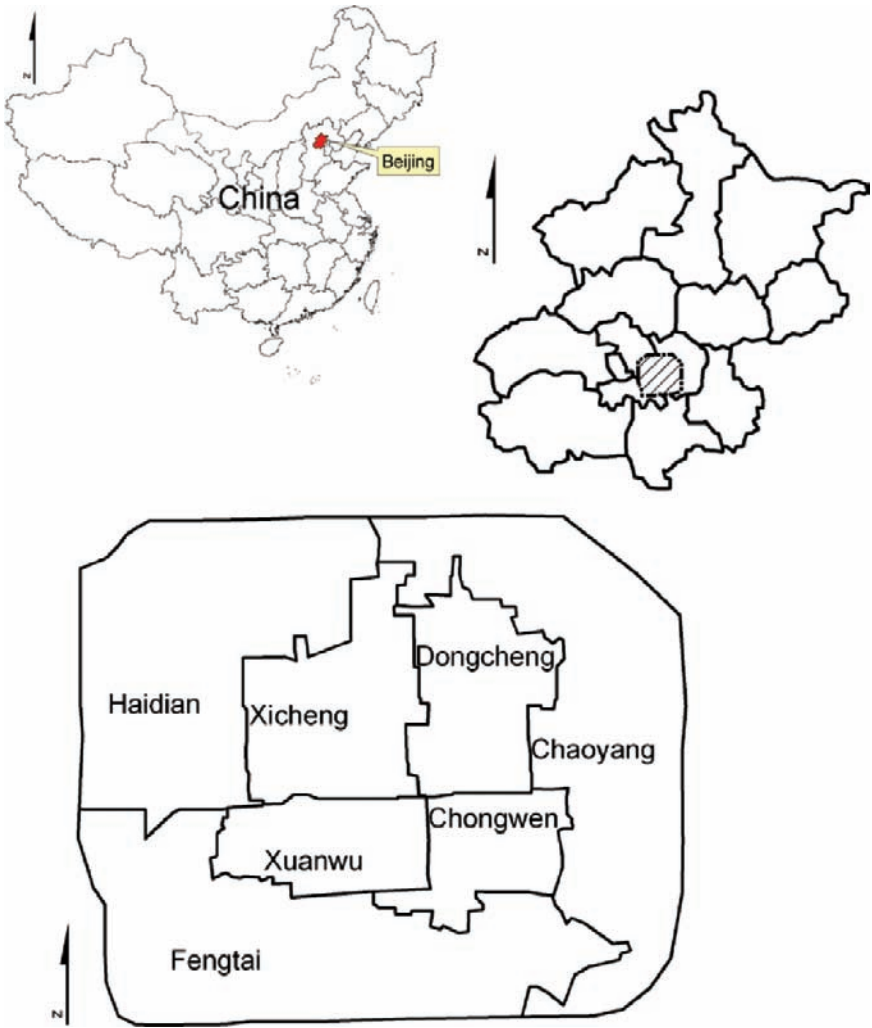 N
Beijing
China
N
Dongcheng
Haidian
Xicheng
Chaoyang
Chongwen
Xuanwu
Fengtai
N